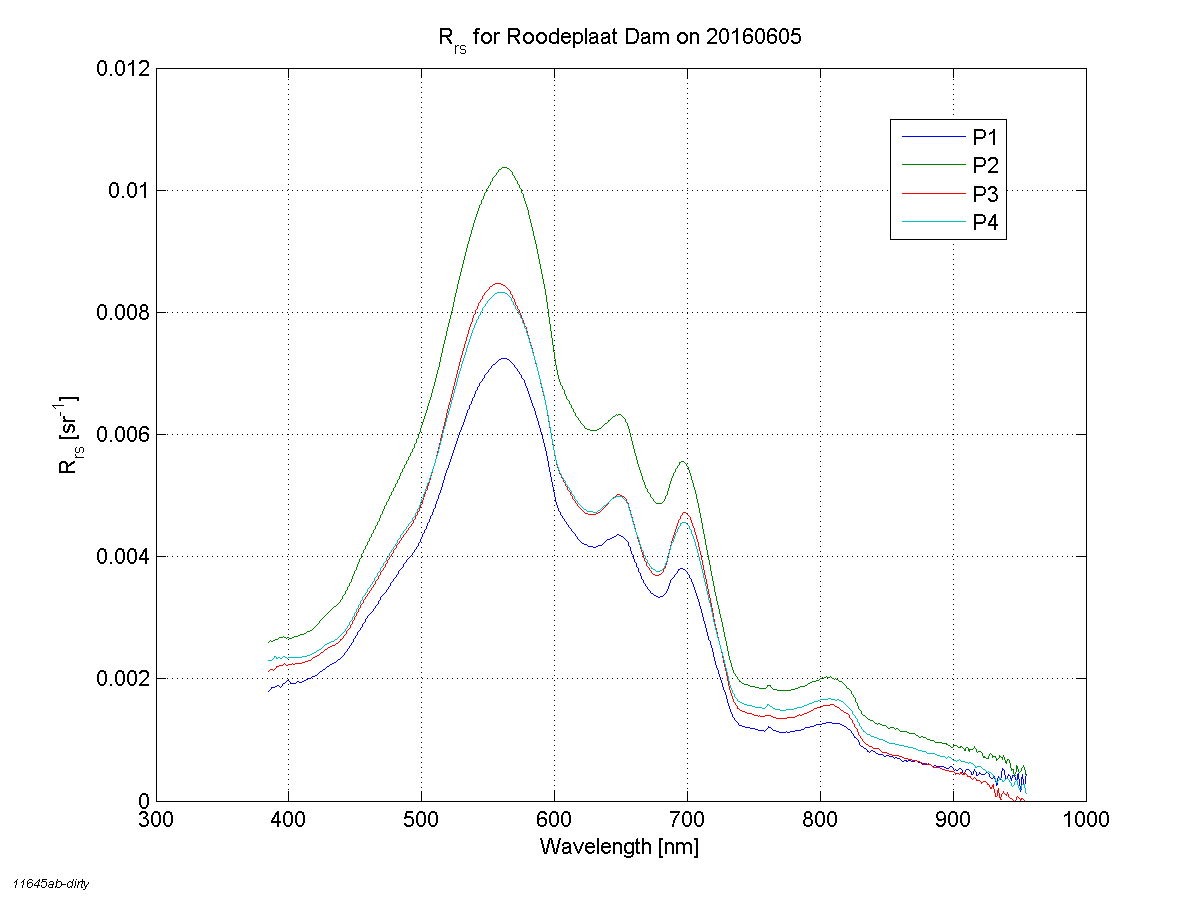 Rrs for Roodeplaat Dam on 20160605
0.012
0.01
0.008
0.006
0.004
0.002
0
Rrs [sr-1]
P1
P2
P3
P4
300 400 500 600 700 800 900 1000
Wavelength [nm]
11645ab-dirty